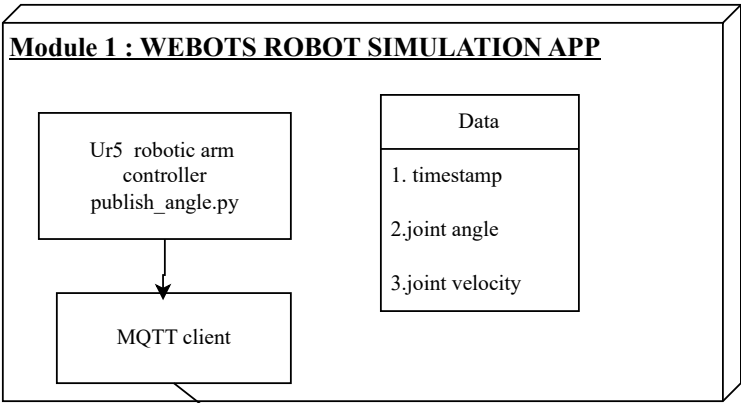 Module 1 : WEBOTS ROBOT SIMULATION APP
Ur5 robotic arm
controller
publish_angle.py
MQTT client
Data
1. timestamp
2.joint angle
3.joint velocity